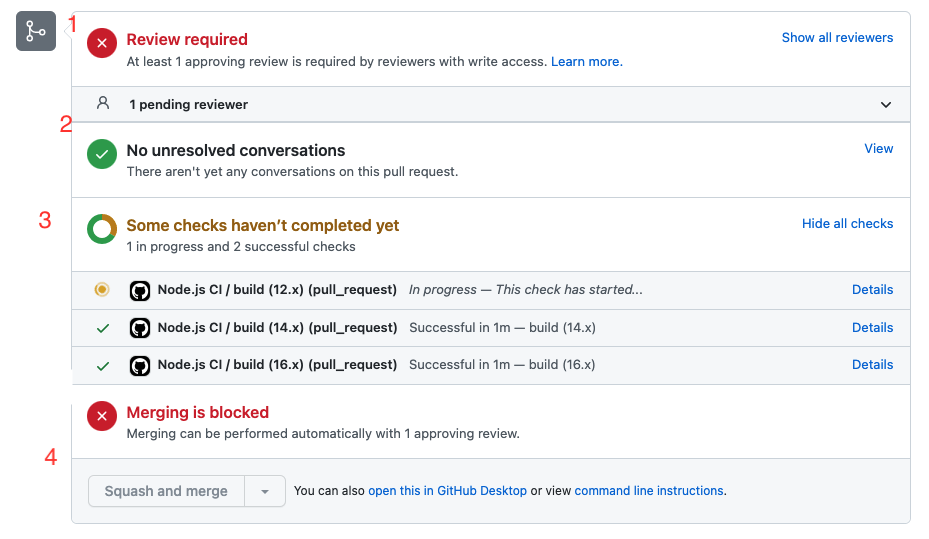 1
Review required
Show all reviewers
At least 1 approving review is required by reviewers with write access. Learn more.
1 pending reviewer
2
No unresolved conversations
View
There aren't yet any conversations on this pull request.
3
Some checks haven’t completed yet
Hide all checks
1 in progress and 2 successful checks
Node.js CI / build (12.x) (pull_request) In progress — This check has started...
Details
Node.js CI / build (14.x) (pull_request) Successful in 1m — build (14.x)
Details
Node.js CI / build (16.x) (pull_request) Successful in 1m — build (16.x)
Details
Merging is blocked
Merging can be performed automatically with 1 approving review.
4
Squash and merge
You can also open this in GitHub Desktop or view command line instructions.